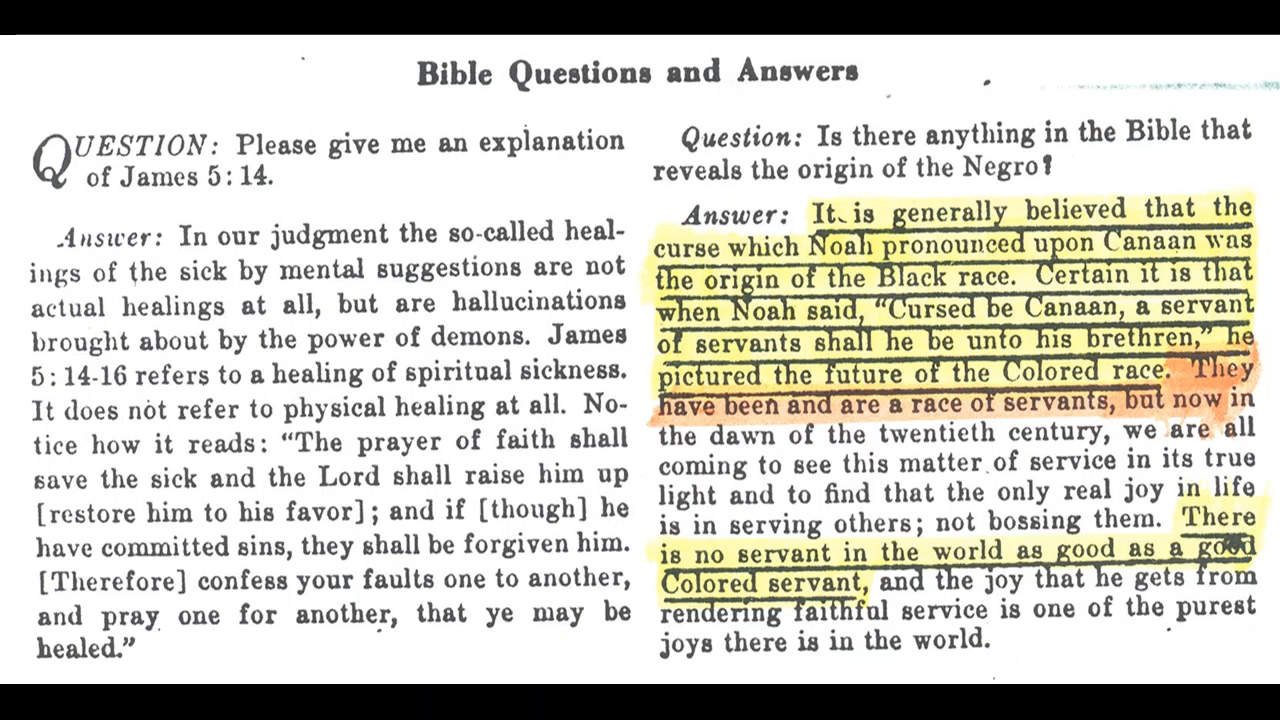 Bible Questions and Answers
QUESTION: Please give me an explanation
of James 5:14.
Answer: In our judgment the so-called heal-
ings of the sick by mental suggestions are not
actual healings at all, but are hallucinations
brought about by the power of demons. James
5:14-16 refers to a healing of spiritual sickness.
It does not refer to physical healing at all. No-
tice how it reads: "The prayer of faith shall
save the sick and the Lord shall raise him up
[restore him to his favor]; and if [though] he
have committed sins, they shall be forgiven him.
[Therefore] confess your faults one to another,
and pray one for another, that ye may be
healed."
Question: Is there anything in the Bible that
reveals the origin of the Negro?
Answer: It is generally believed that the
curse which Noah pronounced upon Canaan was
the origin of the Black race. Certain it is that
when Noah said, "Cursed be Canaan, a servant
of servants shall he be unto his brethren," he
pictured the future of the Colored race. They
have been and are a race of servants, but now in
the dawn of the twentieth century, we are all
coming to see this matter of service in its true
light and to find that the only real joy in life
is in serving others; not bossing them. There
is no servant in the world as good as a good
Colored servant, and the joy that he gets from
rendering faithful service is one of the purest
joys there is in the world.